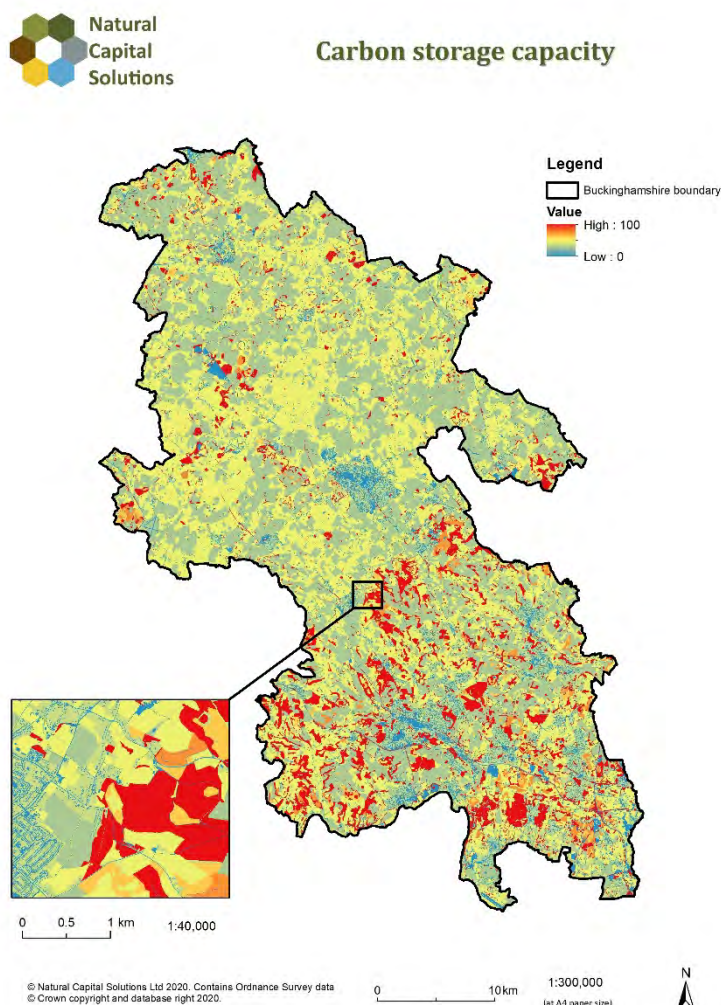 Natural
Capital
Solutions
Carbon storage capacity
Legend
Buckinghamshire boundary
Value
High : 100
Low : 0
0 0.5 1 km
1:40,000
© Natural Capital Solutions Ltd 2020. Contains Ordnance Survey data
© Crown copyright and database right 2020.
0 10km
1:300,000
(at A4 paper size)
N